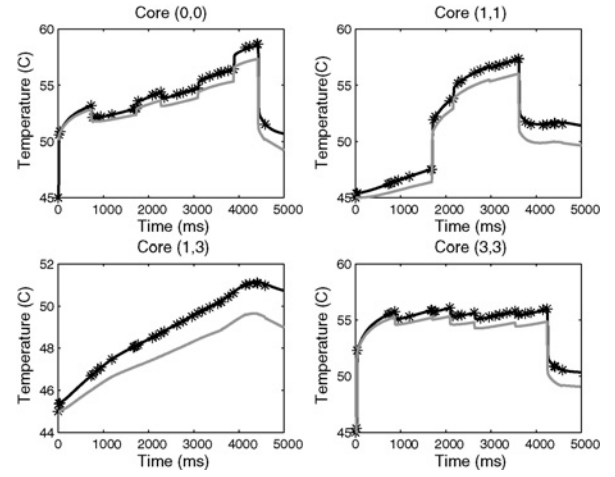 Core (0,0)
Temperature (C)
60
55
50
45
0 1000 2000 3000 4000 5000
Time (ms)
Core (1,1)
Temperature(C)
60
55
50
45
0 1000 2000 3000 4000 5000
Time (ms)
Core (1,3)
Temperature (C)
52
50
48
46
44
0 1000 2000 3000 4000 5000
Time (ms)
Core (3,3)
Temperature (C)
60
55
50
45
0 1000 2000 3000 4000 5000
Time (ms)